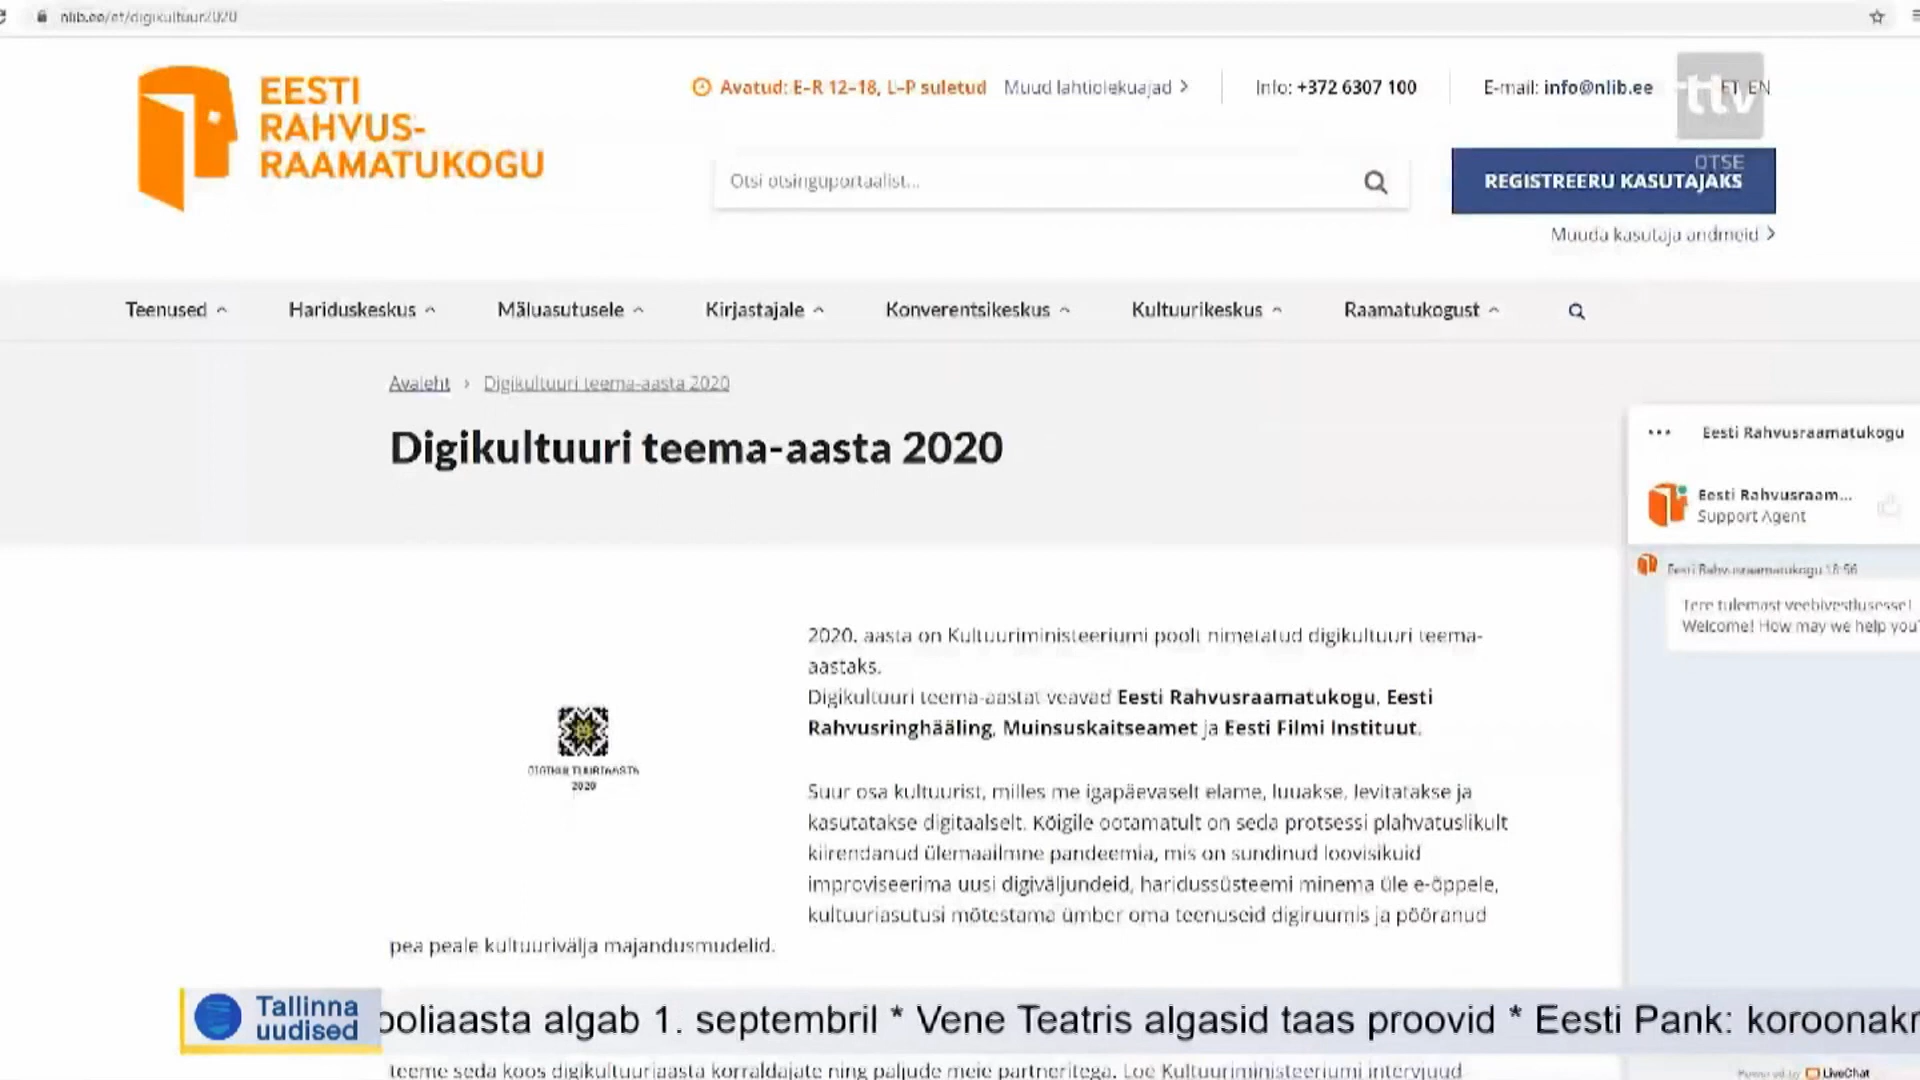 nlib.ee/et/digikultuur2020
EESTI
RAHVUS-
RAAMATUKOGU
Avatud: E-R 12-18, L-P suletud
Muud lahtiolekuajad
Info: +372 6307 100
E-mail: info@nlib.ee
ET EN
ttv
OTSE
Otsi otsinguportaalist...
REGISTREERU KASUTAJAKS
Muuda kasutaja andmeid
Teenused
Hariduskeskus
Mäluasutusele
Kirjastajale
Konverentsikeskus
Kultuurikeskus
Raamatukogust
Avaleht › Digikultuuri teema-aasta 2020
Digikultuuri teema-aasta 2020
Eesti Rahvusraamatukogu
Eesti Rahvusraam...
Support Agent
Eesti Rahvusraamatukogu 18:56
Tere tulemast veebivestlusesse!
Welcome! How may we help you?
2020. aasta on Kultuuriministeeriumi poolt nimetatud digikultuuri teema-
aastaks.
Digikultuuri teema-aastat veavad Eesti Rahvusraamatukogu, Eesti
Rahvusringhääling, Muinsuskaitseamet ja Eesti Filmi Instituut.
DIGIKULTUURIAASTA
2020
Suur osa kultuurist, milles me igapäevaselt elame, luuakse, levitatakse ja
kasutatakse digitaalselt. Kõigile ootamatult on seda protsessi plahvatuslikult
kiirendanud ülemaailmne pandeemia, mis on sundinud loovisikuid
improviseerima uusi digiväljundeid, haridussüsteemi minema üle e-õppele,
kultuuriasutusi mõtestama ümber oma teenuseid digiruumis ja pööranud
pea peale kultuurivälja majandusmudelid.
Tallinna
uudised
ooliaasta algab 1. septembril * Vene Teatris algasid taas proovid * Eesti Pank: koroonakr
teeme seda koos digikultuuriaasta korraldajate ning paljude meie partneritega. Loe Kultuuriministeeriumi intervjuud
Powered by LiveChat